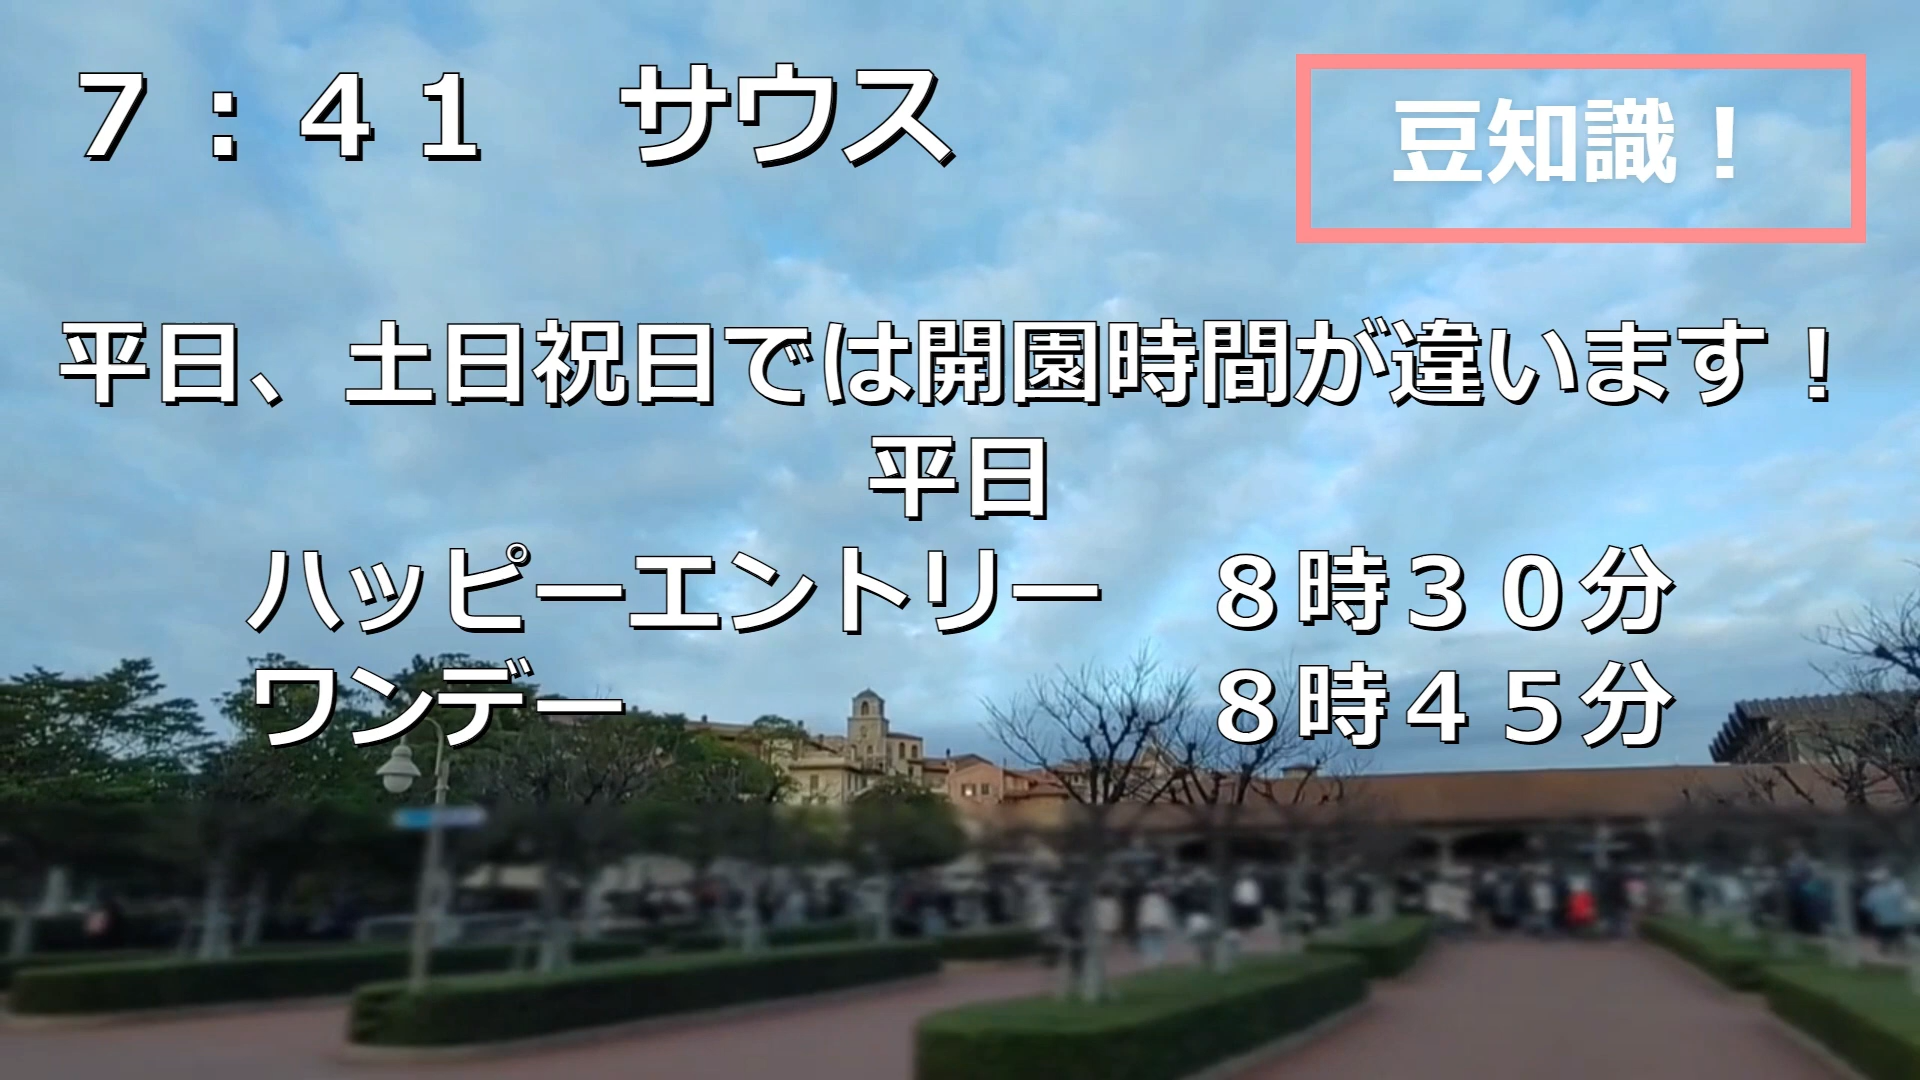 ７：４１　サウス
豆知識！
平日、土日祝日では開園時間が違います！
平日
ハッピーエントリー　８時３０分
ワンデー　８時４５分